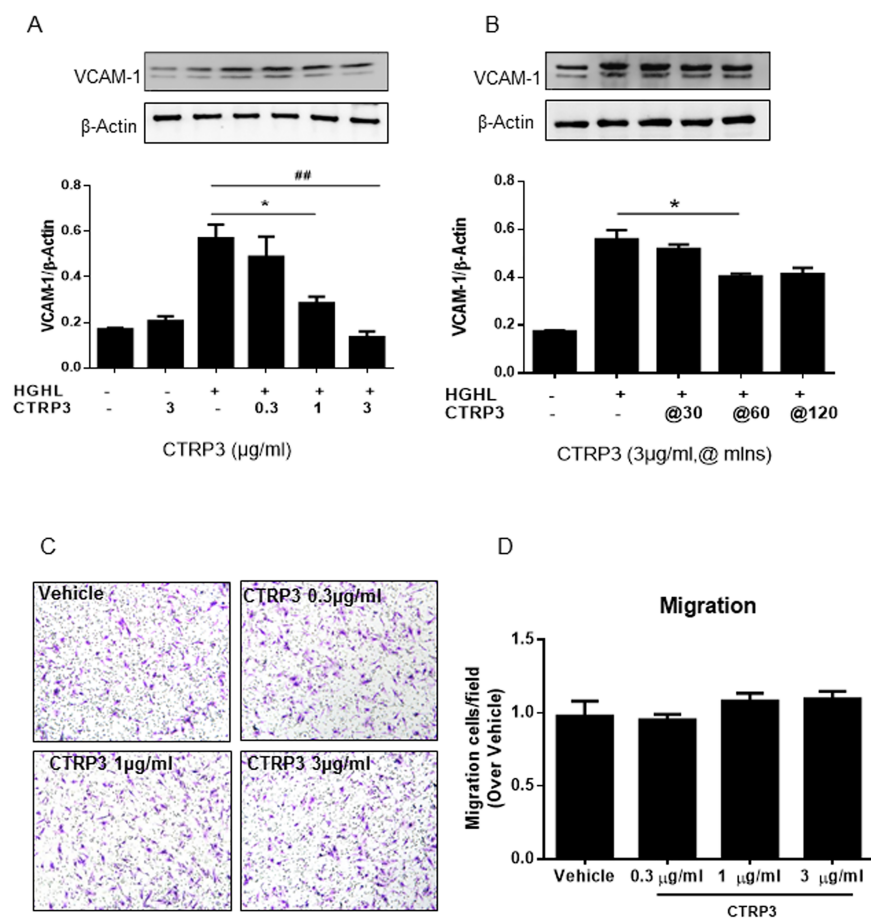 A
VCAM-1
β-Actin
##
*
0.8
0.6
0.4
0.2
0.0
VCAM-1/β-Actin
HGHL - - + + + +
CTRP3 - 3 - 0.3 1 3
CTRP3 (μg/ml)
B
VCAM-1
β-Actin
*
0.8
0.6
0.4
0.2
0.0
VCAM-1/β-Actin
HGHL - + + + +
CTRP3 - - @30 @60 @120
CTRP3 (3μg/ml,@ mIns)
C
Vehicle
CTRP3 0.3μg/ml
CTRP3 1μg/ml
CTRP3 3μg/ml
D
Migration
1.5
1.0
0.5
0.0
Migration cells/field
(Over Vehicle)
Vehicle 0.3 μg/ml 1 μg/ml 3 μg/ml
CTRP3